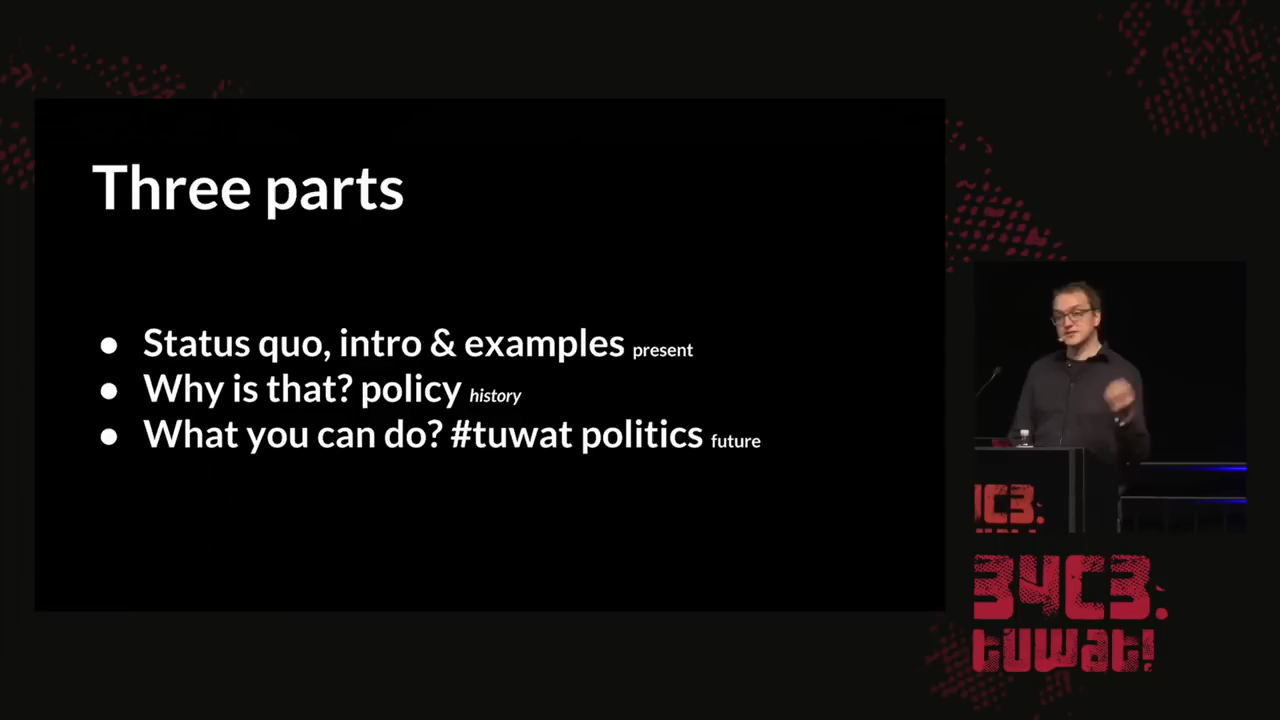 Three parts
● Status quo, intro & examples present
● Why is that? policy history
● What you can do? #tuwat politics future
34C3.
tuwat!